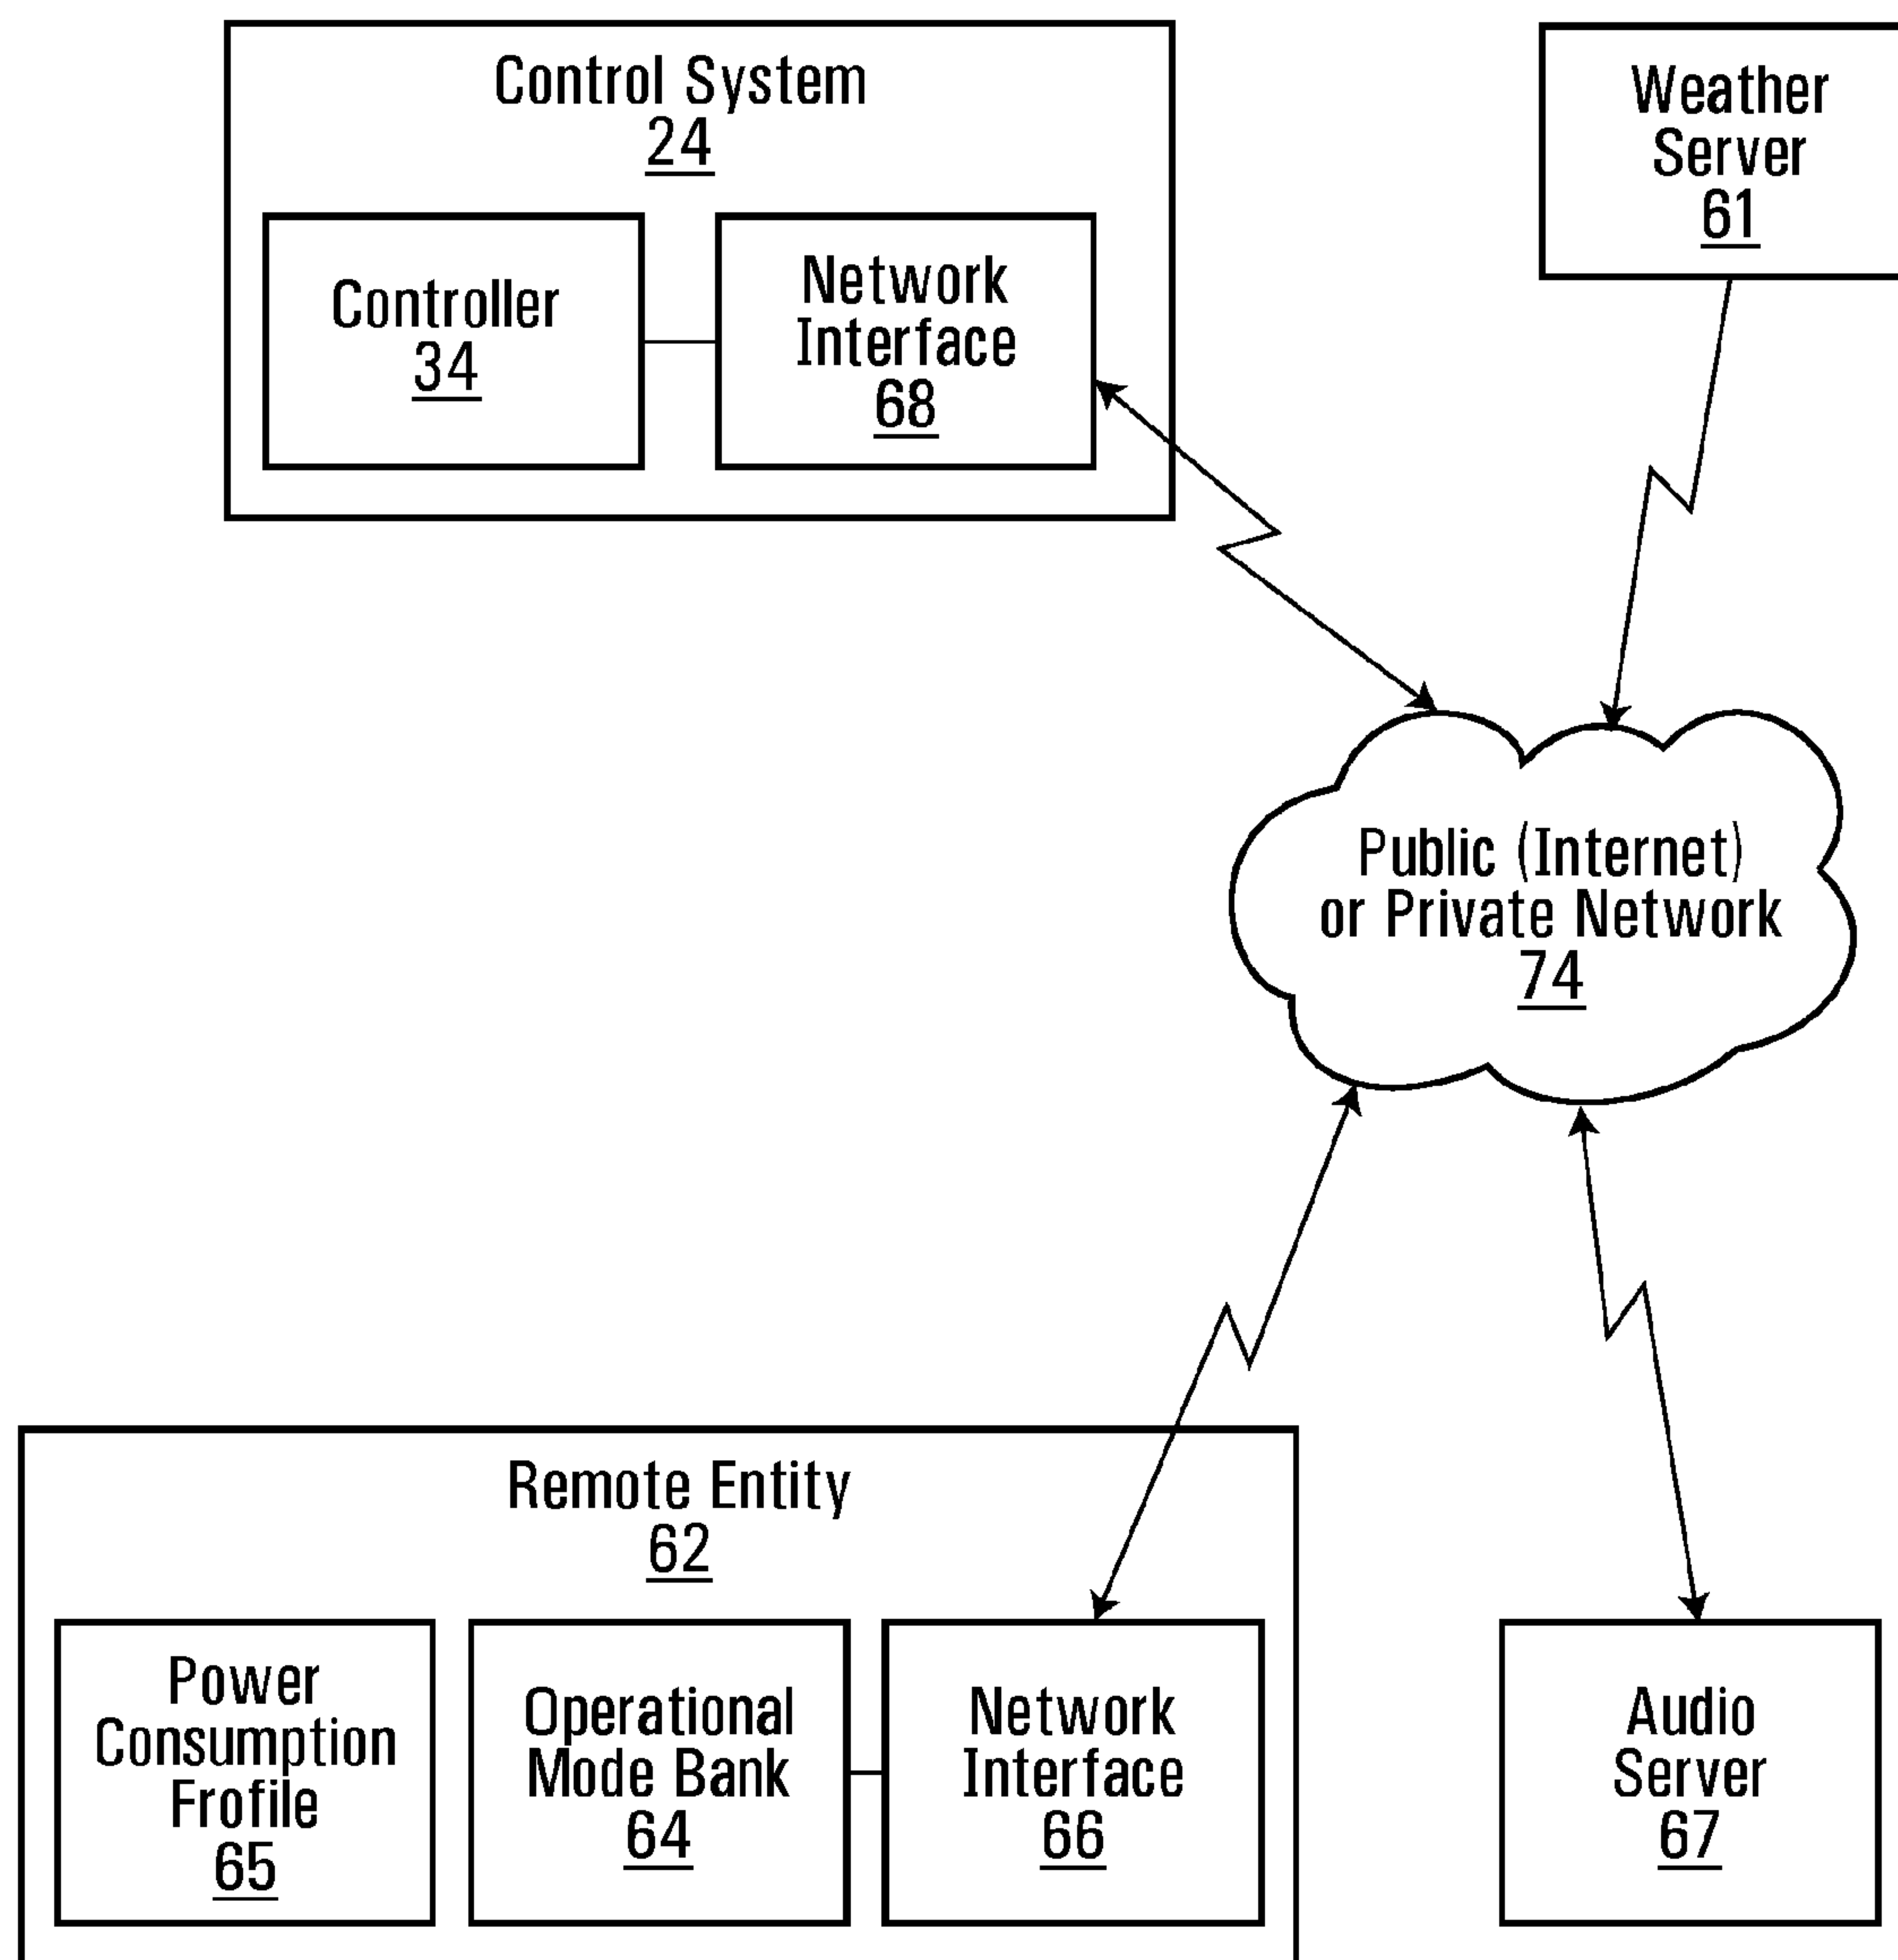 Control System
24
Controller
34
Network
Interface
68
Weather
Server
61
Public (Internet)
or Private Network
74
Remote Entity
62
Power
Consumption
Frofile
65
Operational
Mode Bank
64
Network
Interface
66
Audio
Server
67